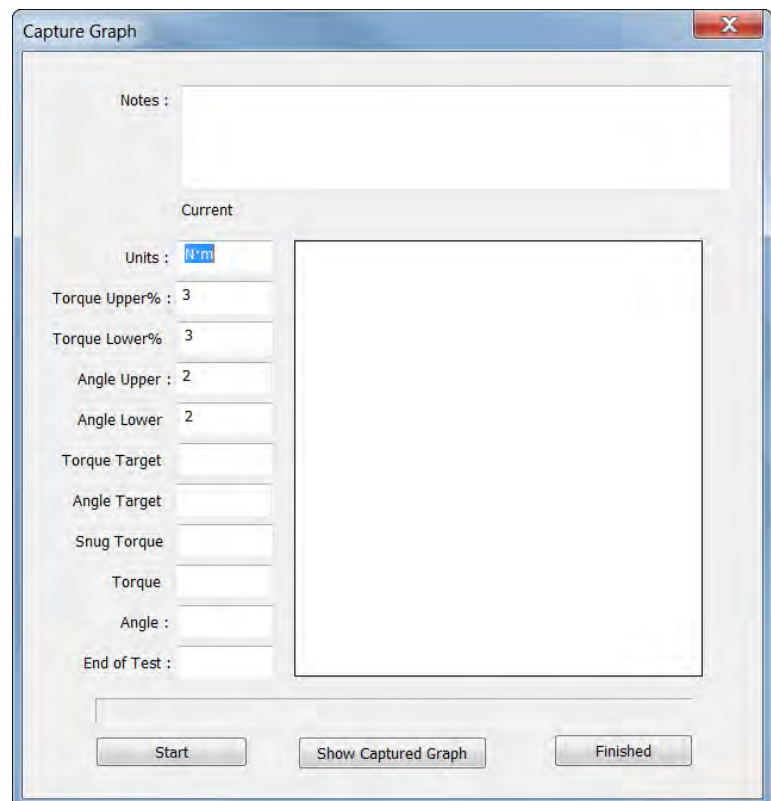 Capture Graph
Notes :
Current
Units : N·m
Torque Upper% : 3
Torque Lower% 3
Angle Upper : 2
Angle Lower 2
Torque Target
Angle Target
Snug Torque
Torque
Angle :
End of Test :
Start Show Captured Graph Finished